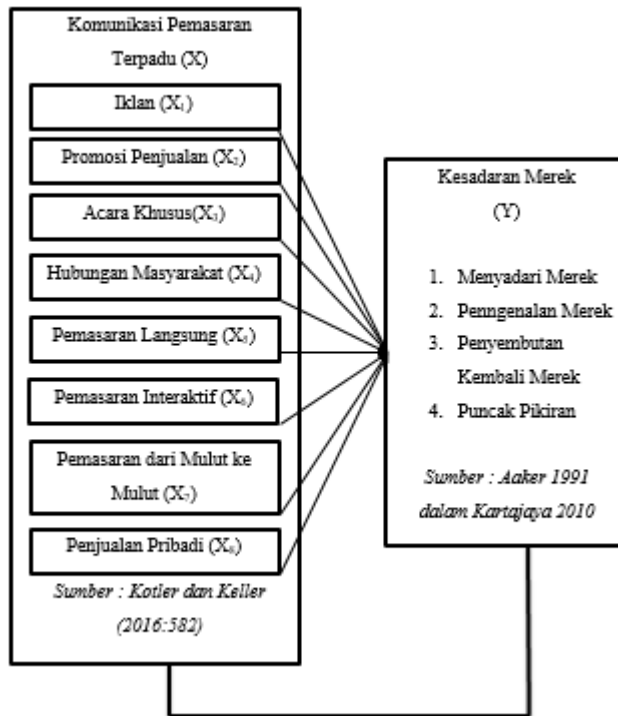 Komunikasi Pemasaran
Terpadu (X)
Iklan (X₁)
Promosi Penjualan (X₂)
Acara Khusus(X₃)
Hubungan Masyarakat (X₄)
Pemasaran Langsung (X₅)
Pemasaran Interaktif (X₆)
Pemasaran dari Mulut ke
Mulut (X₇)
Penjualan Pribadi (X₈)
Sumber : Kotler dan Keller
(2016:582)
Kesadaran Merek
(Y)
1. Menyadari Merek
2. Penngenalan Merek
3. Penyembutan
Kembali Merek
4. Puncak Pikiran
Sumber : Aaker 1991
dalam Kartajaya 2010